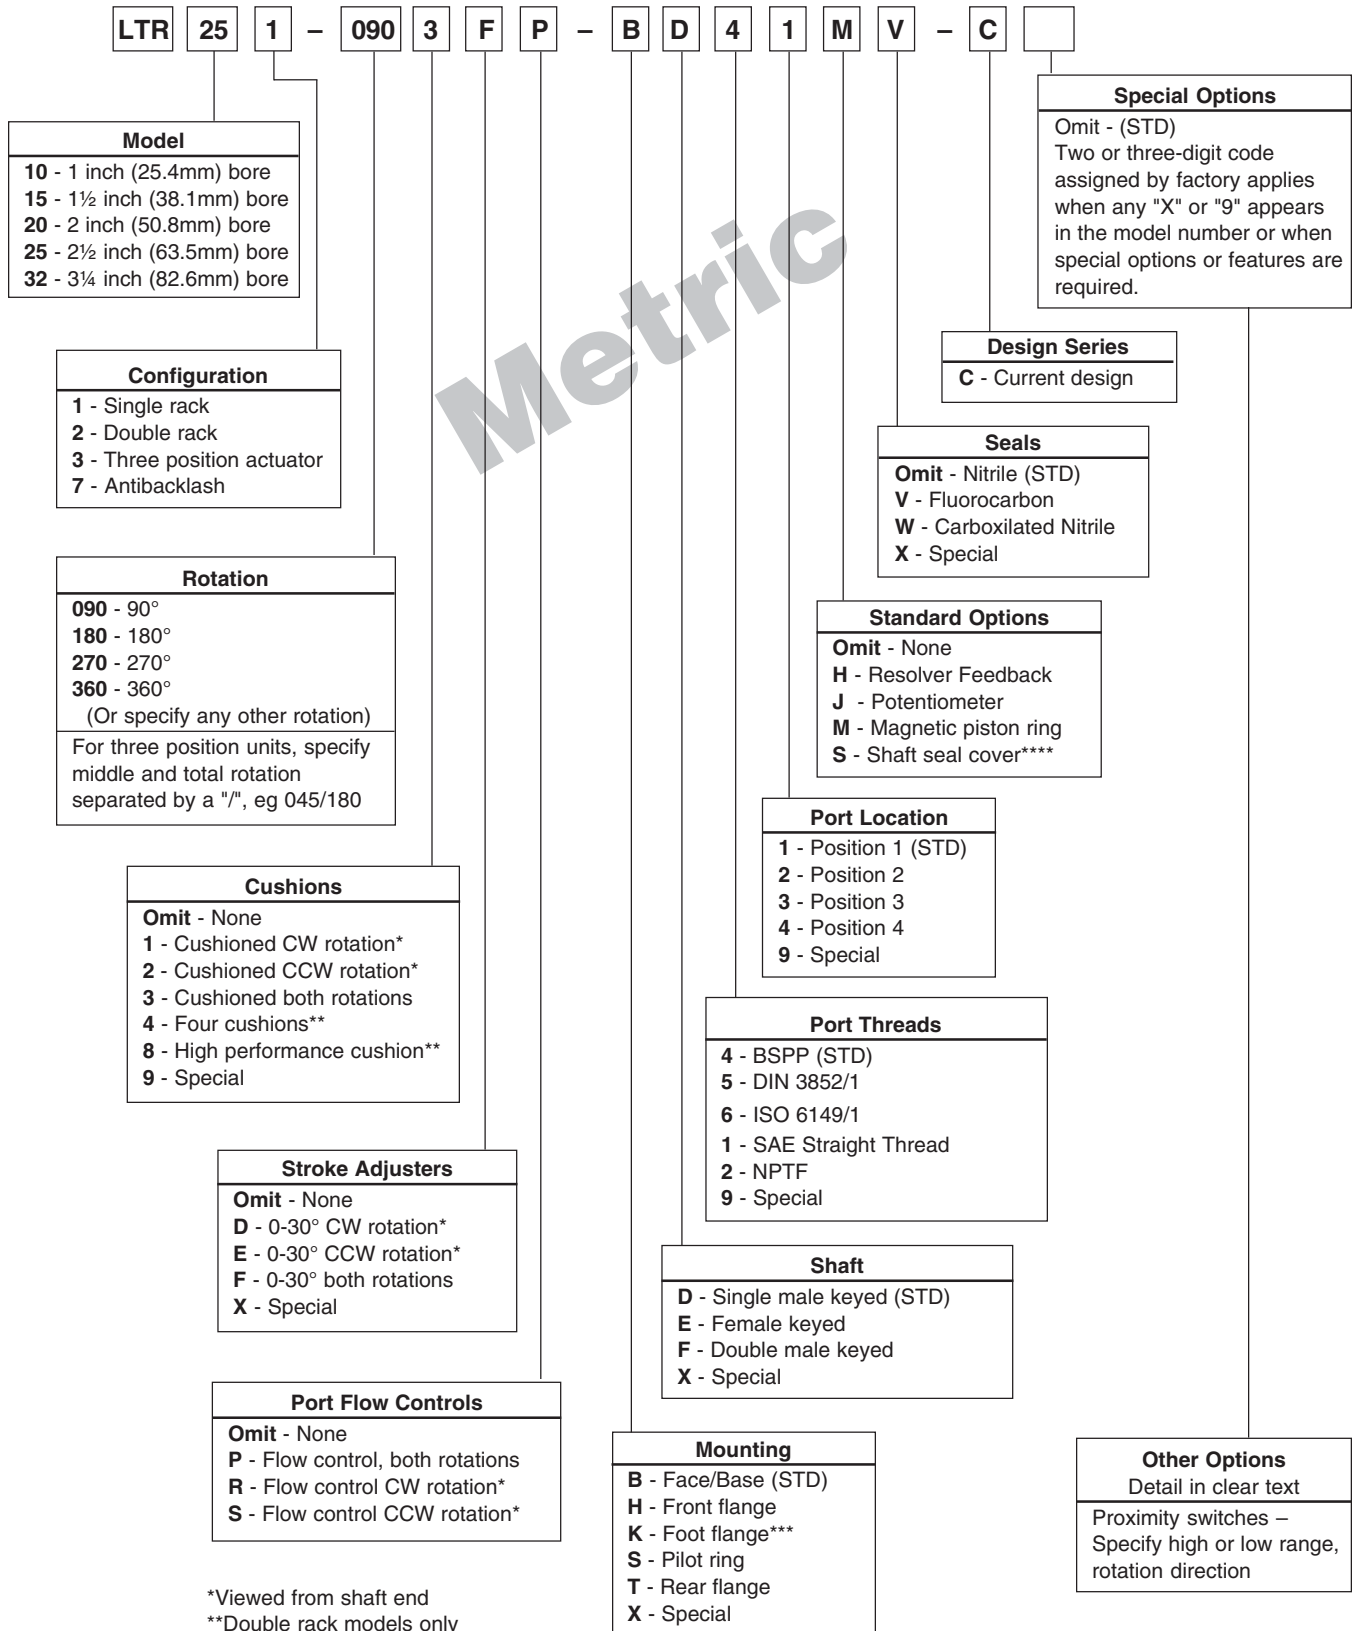 LTR 25 1 – 090 3 F P – B D 4 1 M V – C
Special Options
Omit - (STD)
Two or three-digit code
assigned by factory applies
when any "X" or "9" appears
in the model number or when
special options or features are
required.
Model
10 - 1 inch (25.4mm) bore
15 - 1½ inch (38.1mm) bore
20 - 2 inch (50.8mm) bore
25 - 2½ inch (63.5mm) bore
32 - 3¼ inch (82.6mm) bore
Metric
Design Series
C - Current design
Configuration
1 - Single rack
2 - Double rack
3 - Three position actuator
7 - Antibacklash
Seals
Omit - Nitrile (STD)
V - Fluorocarbon
W - Carboxilated Nitrile
X - Special
Rotation
090 - 90°
180 - 180°
270 - 270°
360 - 360°
(Or specify any other rotation)
For three position units, specify
middle and total rotation
separated by a "/", eg 045/180
Standard Options
Omit - None
H - Resolver Feedback
J - Potentiometer
M - Magnetic piston ring
S - Shaft seal cover****
Port Location
1 - Position 1 (STD)
2 - Position 2
3 - Position 3
4 - Position 4
9 - Special
Cushions
Omit - None
1 - Cushioned CW rotation*
2 - Cushioned CCW rotation*
3 - Cushioned both rotations
4 - Four cushions**
8 - High performance cushion**
9 - Special
Port Threads
4 - BSPP (STD)
5 - DIN 3852/1
6 - ISO 6149/1
1 - SAE Straight Thread
2 - NPTF
9 - Special
Stroke Adjusters
Omit - None
D - 0-30° CW rotation*
E - 0-30° CCW rotation*
F - 0-30° both rotations
X - Special
Shaft
D - Single male keyed (STD)
E - Female keyed
F - Double male keyed
X - Special
Port Flow Controls
Omit - None
P - Flow control, both rotations
R - Flow control CW rotation*
S - Flow control CCW rotation*
Mounting
B - Face/Base (STD)
H - Front flange
K - Foot flange***
S - Pilot ring
T - Rear flange
X - Special
Other Options
Detail in clear text
Proximity switches –
Specify high or low range,
rotation direction
*Viewed from shaft end
**Double rack models only